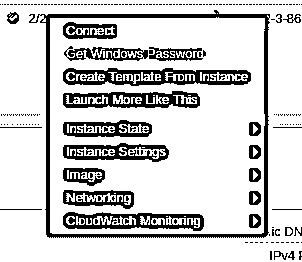 2/2
Connect
Get Windows Password
Create Template From Instance
Launch More Like This
Instance State
Instance Settings
Image
Networking
CloudWatch Monitoring
-3-86
ic DN
IPv4 P